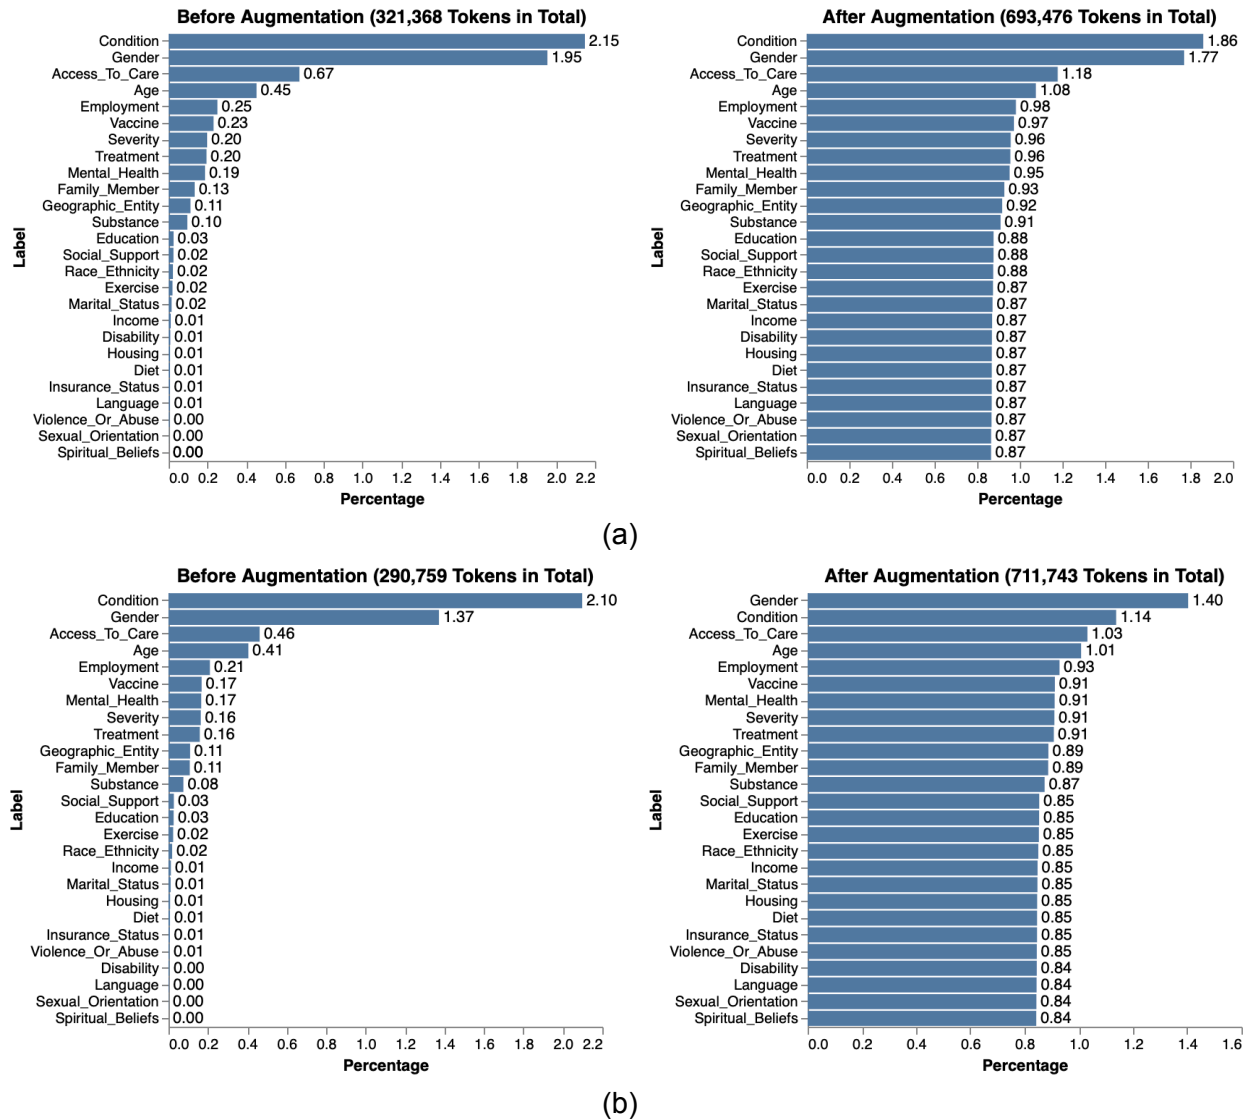 Before Augmentation (321,368 Tokens in Total)
Label
Condition 2.15
Gender 1.95
Access_To_Care 0.67
Age 0.45
Employment 0.25
Vaccine 0.23
Severity 0.20
Treatment 0.20
Mental_Health 0.19
Family_Member 0.13
Geographic_Entity 0.11
Substance 0.10
Education 0.03
Social_Support 0.02
Race_Ethnicity 0.02
Exercise 0.02
Marital_Status 0.02
Income 0.01
Disability 0.01
Housing 0.01
Diet 0.01
Insurance_Status 0.01
Language 0.01
Violence_Or_Abuse 0.00
Sexual_Orientation 0.00
Spiritual_Beliefs 0.00
0.0 0.2 0.4 0.6 0.8 1.0 1.2 1.4 1.6 1.8 2.0 2.2
Percentage
After Augmentation (693,476 Tokens in Total)
Label
Condition 1.86
Gender 1.77
Access_To_Care 1.18
Age 1.08
Employment 0.98
Vaccine 0.97
Severity 0.96
Treatment 0.96
Mental_Health 0.95
Family_Member 0.93
Geographic_Entity 0.92
Substance 0.91
Education 0.88
Social_Support 0.88
Race_Ethnicity 0.88
Exercise 0.87
Marital_Status 0.87
Income 0.87
Disability 0.87
Housing 0.87
Diet 0.87
Insurance_Status 0.87
Language 0.87
Violence_Or_Abuse 0.87
Sexual_Orientation 0.87
Spiritual_Beliefs 0.87
0.0 0.2 0.4 0.6 0.8 1.0 1.2 1.4 1.6 1.8 2.0
Percentage
(a)
Before Augmentation (290,759 Tokens in Total)
Label
Condition 2.10
Gender 1.37
Access_To_Care 0.46
Age 0.41
Employment 0.21
Vaccine 0.17
Mental_Health 0.17
Severity 0.16
Treatment 0.16
Geographic_Entity 0.11
Family_Member 0.11
Substance 0.08
Social_Support 0.03
Education 0.03
Exercise 0.02
Race_Ethnicity 0.02
Income 0.01
Marital_Status 0.01
Housing 0.01
Diet 0.01
Insurance_Status 0.01
Violence_Or_Abuse 0.01
Disability 0.00
Language 0.00
Sexual_Orientation 0.00
Spiritual_Beliefs 0.00
0.0 0.2 0.4 0.6 0.8 1.0 1.2 1.4 1.6 1.8 2.0 2.2
Percentage
After Augmentation (711,743 Tokens in Total)
Label
Gender 1.40
Condition 1.14
Access_To_Care 1.03
Age 1.01
Employment 0.93
Vaccine 0.91
Mental_Health 0.91
Severity 0.91
Treatment 0.91
Geographic_Entity 0.89
Family_Member 0.89
Substance 0.87
Social_Support 0.85
Education 0.85
Exercise 0.85
Race_Ethnicity 0.85
Income 0.85
Marital_Status 0.85
Housing 0.85
Diet 0.85
Insurance_Status 0.85
Violence_Or_Abuse 0.85
Disability 0.84
Language 0.84
Sexual_Orientation 0.84
Spiritual_Beliefs 0.84
0.0 0.2 0.4 0.6 0.8 1.0 1.2 1.4 1.6
Percentage
(b)